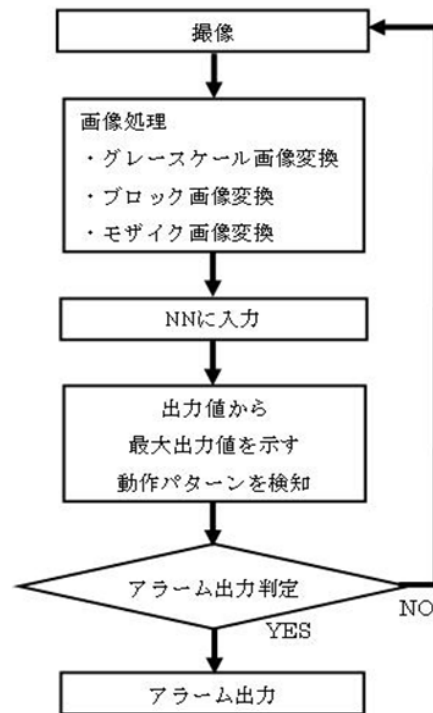 撮像
画像処理
・グレースケール画像変換
・ブロック画像変換
・モザイク画像変換
NNに入力
出力値から
最大出力値を示す
動作パターンを検知
アラーム出力判定
NO
YES
アラーム出力